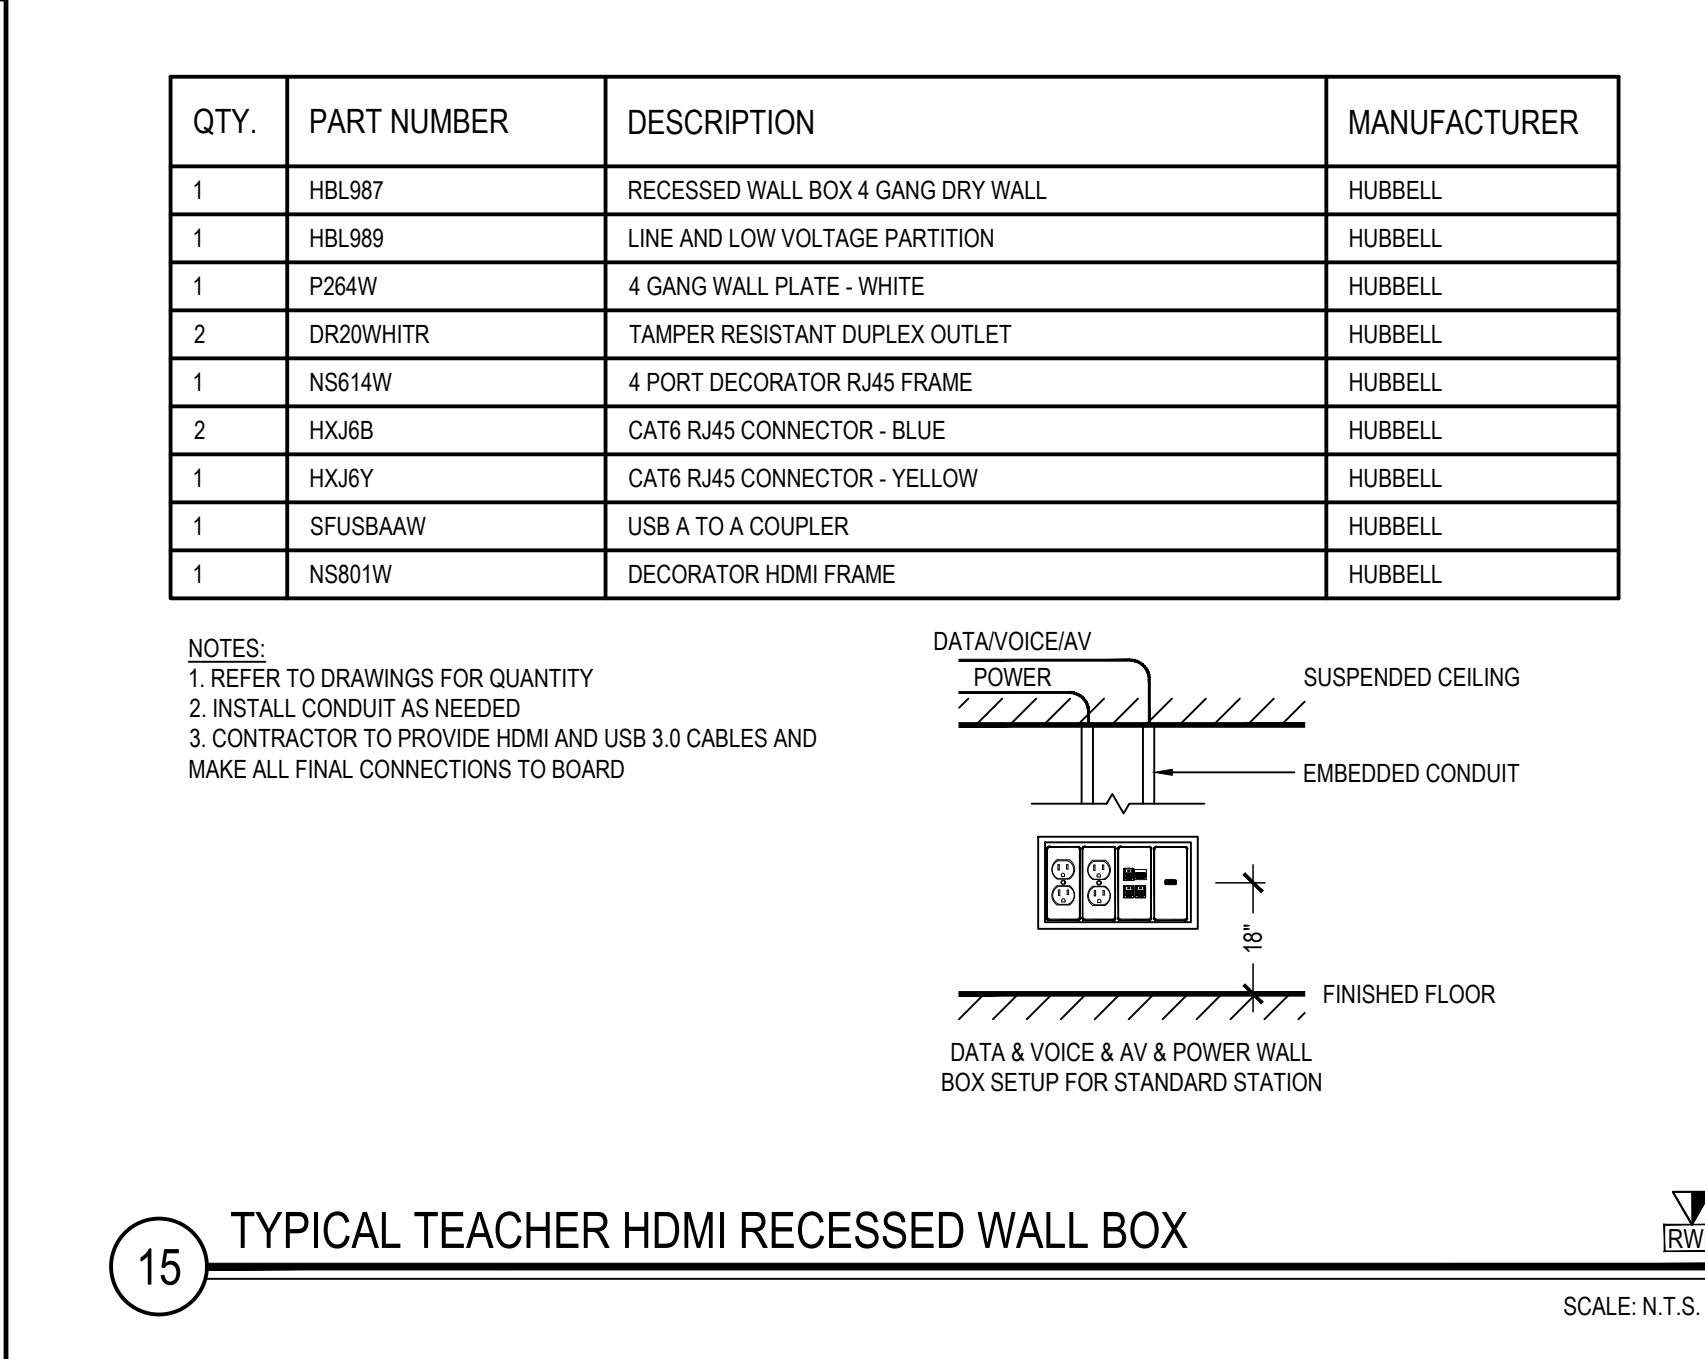 QTY. PART NUMBER DESCRIPTION MANUFACTURER
1 HBL987 RECESSED WALL BOX 4 GANG DRY WALL HUBBELL
1 HBL989 LINE AND LOW VOLTAGE PARTITION HUBBELL
1 P264W 4 GANG WALL PLATE - WHITE HUBBELL
2 DR20WHITR TAMPER RESISTANT DUPLEX OUTLET HUBBELL
1 NS614W 4 PORT DECORATOR RJ45 FRAME HUBBELL
2 HXJ6B CAT6 RJ45 CONNECTOR - BLUE HUBBELL
1 HXJ6Y CAT6 RJ45 CONNECTOR - YELLOW HUBBELL
1 SFUSBAAW USB A TO A COUPLER HUBBELL
1 NS801W DECORATOR HDMI FRAME HUBBELL
NOTES:
1. REFER TO DRAWINGS FOR QUANTITY
2. INSTALL CONDUIT AS NEEDED
3. CONTRACTOR TO PROVIDE HDMI AND USB 3.0 CABLES AND
MAKE ALL FINAL CONNECTIONS TO BOARD
DATA/VOICE/AV
POWER
SUSPENDED CEILING
EMBEDDED CONDUIT
18"
FINISHED FLOOR
DATA & VOICE & AV & POWER WALL
BOX SETUP FOR STANDARD STATION
15
TYPICAL TEACHER HDMI RECESSED WALL BOX
RW
SCALE: N.T.S.